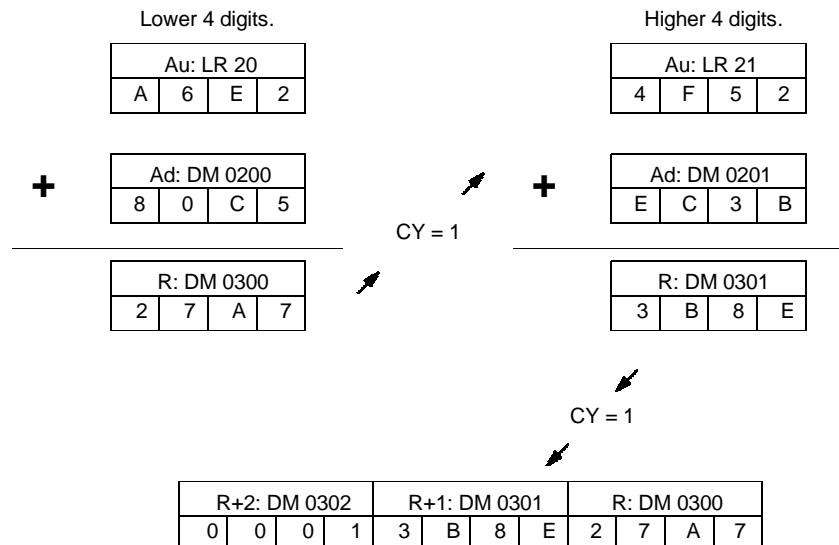 Lower 4 digits. Higher 4 digits.
Au: LR 20 Au: LR 21
A 6 E 2 4 F 5 2
+ Ad: DM 0200 + Ad: DM 0201
8 0 C 5 E C 3 B
CY = 1
R: DM 0300 R: DM 0301
2 7 A 7 3 B 8 E
CY = 1
R+2: DM 0302 R+1: DM 0301 R: DM 0300
0 0 0 1 3 B 8 E 2 7 A 7